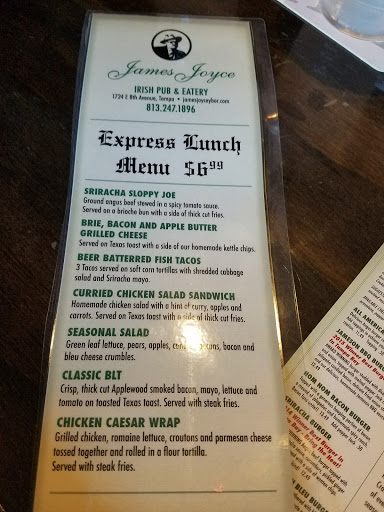 James Joyce
IRISH PUB & EATERY
1724 E 8th Avenue, Tampa • jamesjoyceybor.com
813.247.1896
Express Lunch
Menu $6.99
SRIRACHA SLOPPY JOE
Ground angus beef stewed in a spicy tomato sauce.
Served on a brioche bun with a side of thick cut fries.
BRIE, BACON AND APPLE BUTTER
GRILLED CHEESE
Served on Texas toast with a side of our homemade kettle chips.
BEER BATTERRED FISH TACOS
3 Tacos served on soft corn tortillas with shredded cabbage
salad and Sriracha mayo.
CURRIED CHICKEN SALAD SANDWICH
Homemade chicken salad with a hint of curry, apples and
carrots. Served on Texas toast with a side of thick cut fries.
SEASONAL SALAD
Green leaf lettuce, pears, apples, bacon and
bleu cheese crumbles.
CLASSIC BLT
Crisp, thick cut Applewood smoked bacon, mayo, lettuce and
tomato on toasted Texas toast. Served with steak fries.
CHICKEN CAESAR WRAP
Grilled chicken, romaine lettuce, croutons and parmesan cheese
tossed together and rolled in a flour tortilla.
Served with steak fries.
ALL AMERI
JAMESON BBQ BURG
NOM NOM BACON BURGER
BURGER
BLEU BURGER